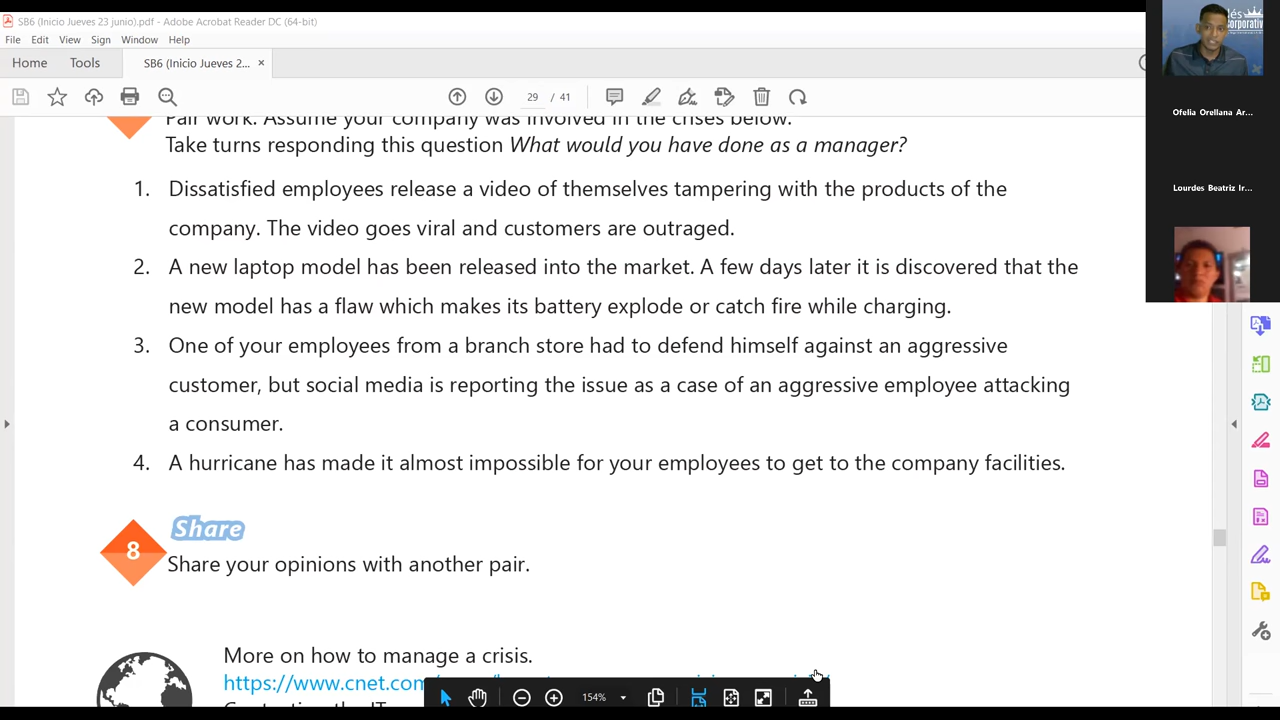 SB6 (Inicio Jueves 23 junio).pdf - Adobe Acrobat Reader DC (64-bit)
File Edit View Sign Window Help
Home Tools SB6 (Inicio Jueves 2... ×
29 / 41
Pair work. Assume your company was involved in the crises below.
Take turns responding this question What would you have done as a manager?
1. Dissatisfied employees release a video of themselves tampering with the products of the
company. The video goes viral and customers are outraged.
2. A new laptop model has been released into the market. A few days later it is discovered that the
new model has a flaw which makes its battery explode or catch fire while charging.
3. One of your employees from a branch store had to defend himself against an aggressive
customer, but social media is reporting the issue as a case of an aggressive employee attacking
a consumer.
4. A hurricane has made it almost impossible for your employees to get to the company facilities.
Share
8
Share your opinions with another pair.
More on how to manage a crisis.
https://www.cnet.com
154%
Ofelia Orellana Ar...
Lourdes Beatriz Ir...